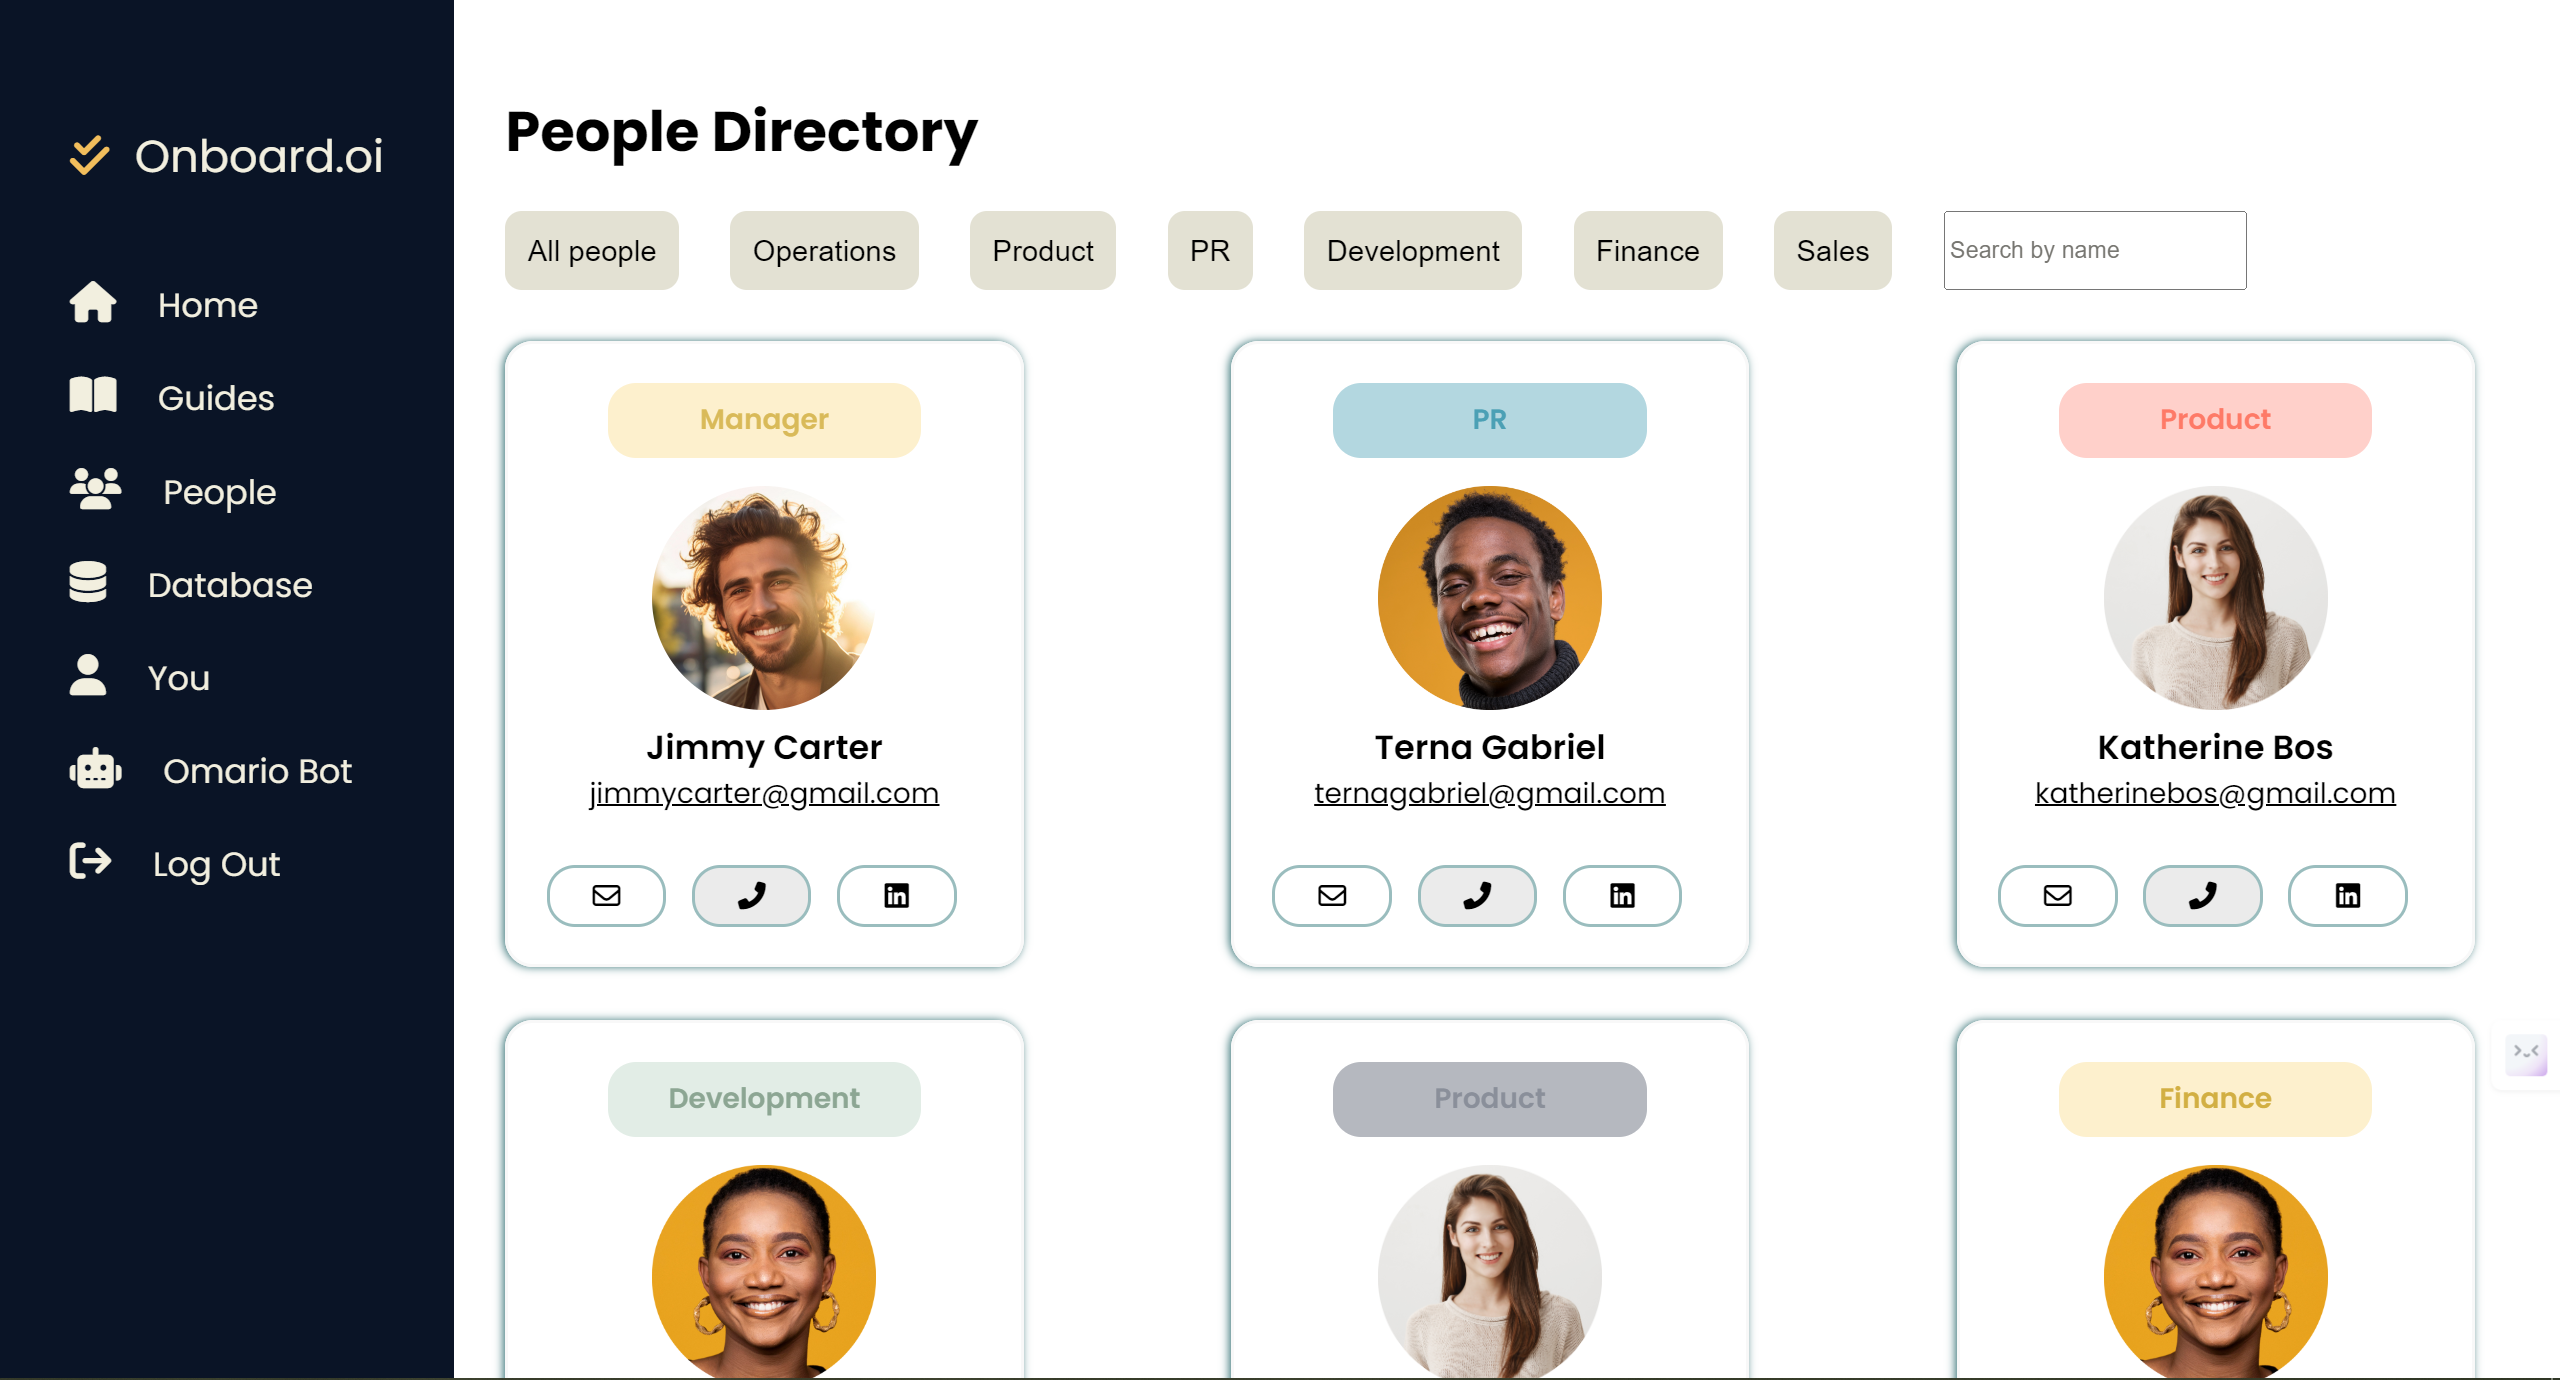 Onboard.oi
Home
Guides
People
Database
You
Omario Bot
Log Out
People Directory
All people
Operations
Product
PR
Development
Finance
Sales
Search by name
Manager
Jimmy Carter
jimmycarter@gmail.com
PR
Terna Gabriel
ternagabriel@gmail.com
Product
Katherine Bos
katherinebos@gmail.com
Development
Product
Finance